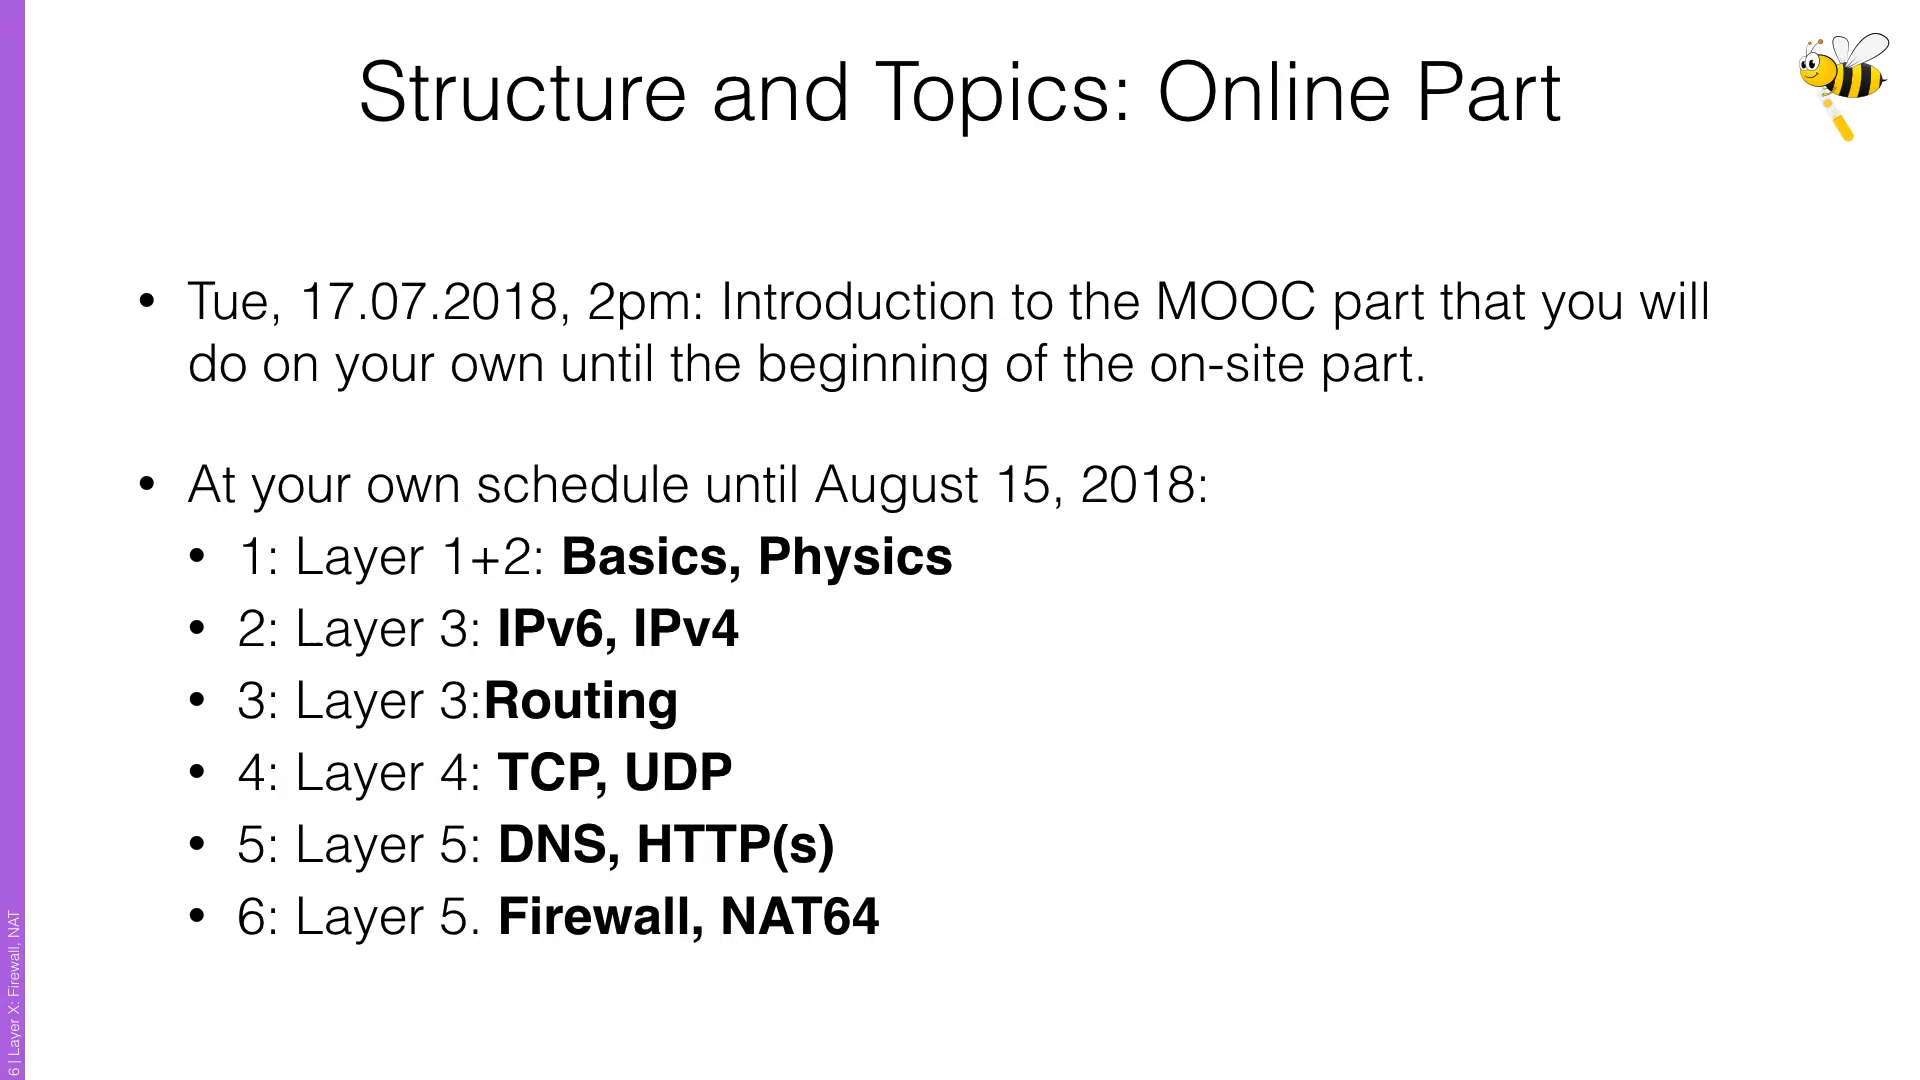 Structure and Topics: Online Part
• Tue, 17.07.2018, 2pm: Introduction to the MOOC part that you will
do on your own until the beginning of the on-site part.
• At your own schedule until August 15, 2018:
• 1: Layer 1+2: Basics, Physics
• 2: Layer 3: IPv6, IPv4
• 3: Layer 3:Routing
• 4: Layer 4: TCP, UDP
• 5: Layer 5: DNS, HTTP(s)
• 6: Layer 5. Firewall, NAT64
6 | Layer X: Firewall, NAT